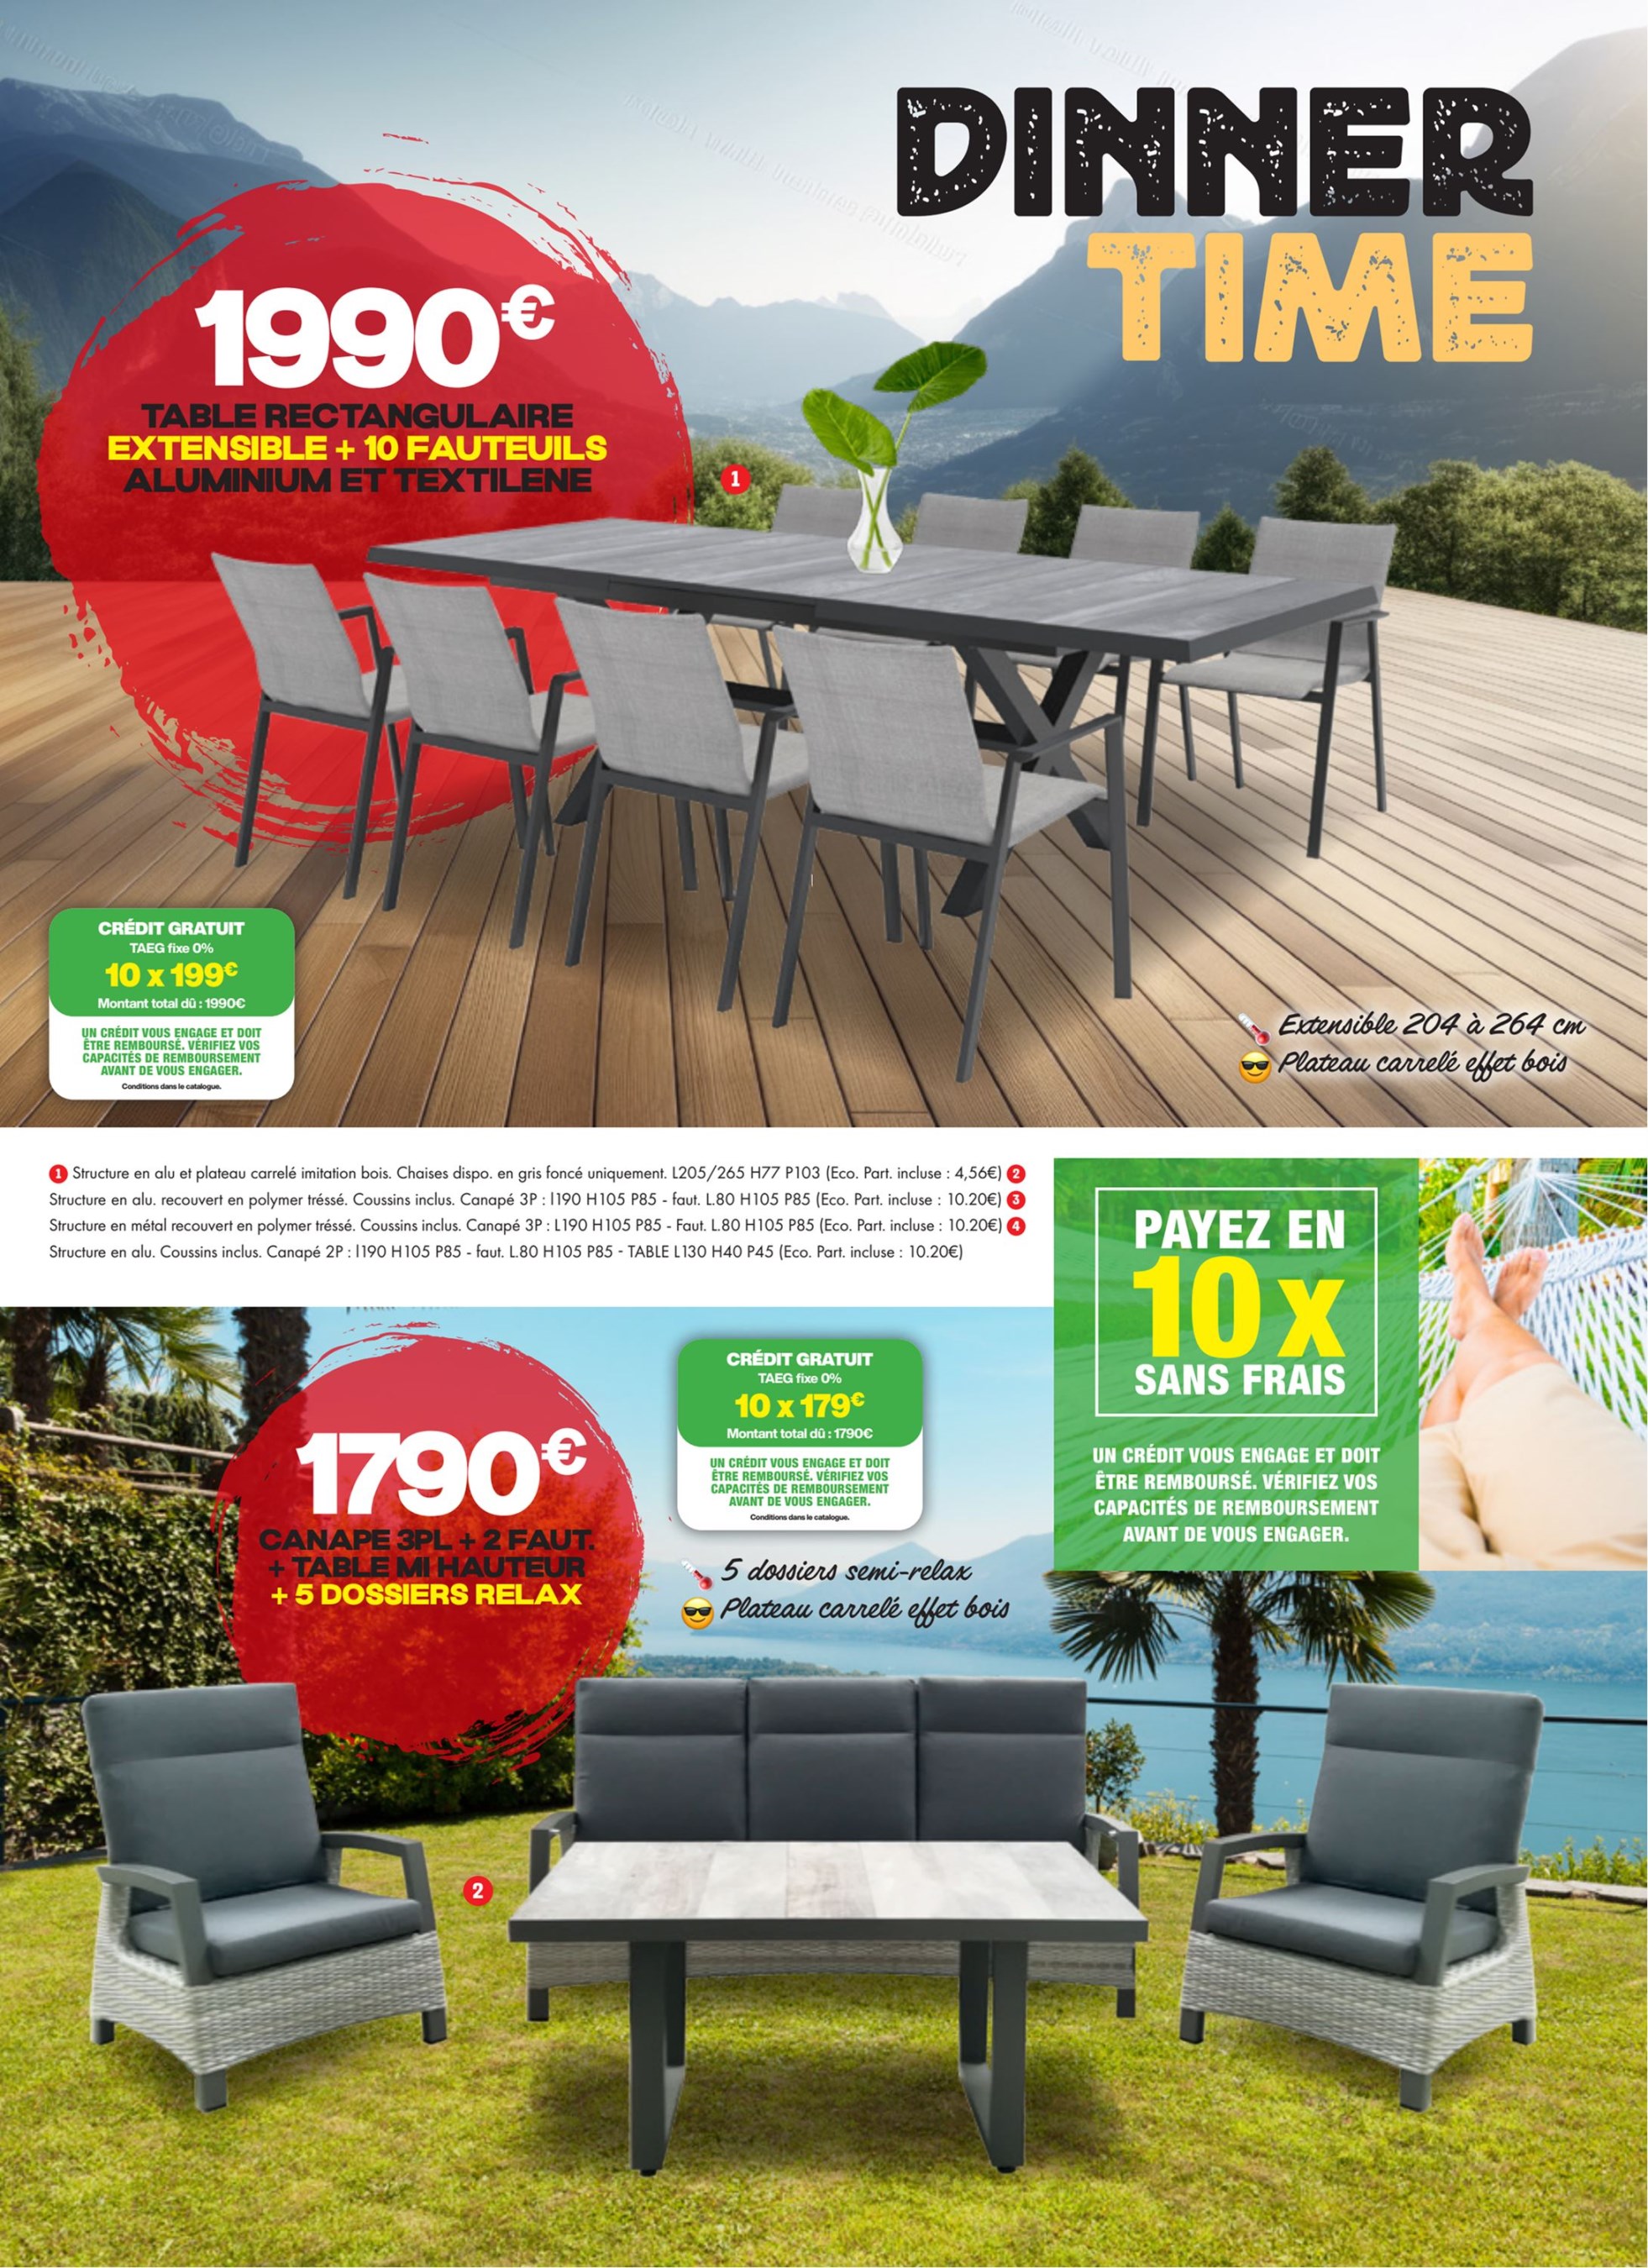 DINNER
TIME
1990€
TABLE RECTANGULAIRE
EXTENSIBLE + 10 FAUTEUILS
ALUMINIUM ET TEXTILENE
1
CRÉDIT GRATUIT
TAEG fixe 0%
10 x 199€
Montant total dû : 1990€
UN CRÉDIT VOUS ENGAGE ET DOIT
ÊTRE REMBOURSÉ. VÉRIFIEZ VOS
CAPACITÉS DE REMBOURSEMENT
AVANT DE VOUS ENGAGER.
Conditions dans le catalogue.
Extensible 204 à 264 cm
Plateau carrelé effet bois
1 Structure en alu et plateau carrelé imitation bois. Chaises dispo. en gris foncé uniquement. L205/265 H77 P103 (Eco. Part. incluse : 4,56€) 2
Structure en alu. recouvert en polymer tréssé. Coussins inclus. Canapé 3P : l190 H105 P85 - faut. L.80 H105 P85 (Eco. Part. incluse : 10.20€) 3
Structure en métal recouvert en polymer tréssé. Coussins inclus. Canapé 3P : L190 H105 P85 - Faut. L.80 H105 P85 (Eco. Part. incluse : 10.20€) 4
Structure en alu. Coussins inclus. Canapé 2P : l190 H105 P85 - faut. L.80 H105 P85 - TABLE L130 H40 P45 (Eco. Part. incluse : 10.20€)
PAYEZ EN
10 x
SANS FRAIS
UN CRÉDIT VOUS ENGAGE ET DOIT
ÊTRE REMBOURSÉ. VÉRIFIEZ VOS
CAPACITÉS DE REMBOURSEMENT
AVANT DE VOUS ENGAGER.
1790€
CANAPE 3PL + 2 FAUT.
+ TABLE MI HAUTEUR
+ 5 DOSSIERS RELAX
CRÉDIT GRATUIT
TAEG fixe 0%
10 x 179€
Montant total dû : 1790€
UN CRÉDIT VOUS ENGAGE ET DOIT
ÊTRE REMBOURSÉ. VÉRIFIEZ VOS
CAPACITÉS DE REMBOURSEMENT
AVANT DE VOUS ENGAGER.
Conditions dans le catalogue.
5 dossiers semi-relax
Plateau carrelé effet bois
2